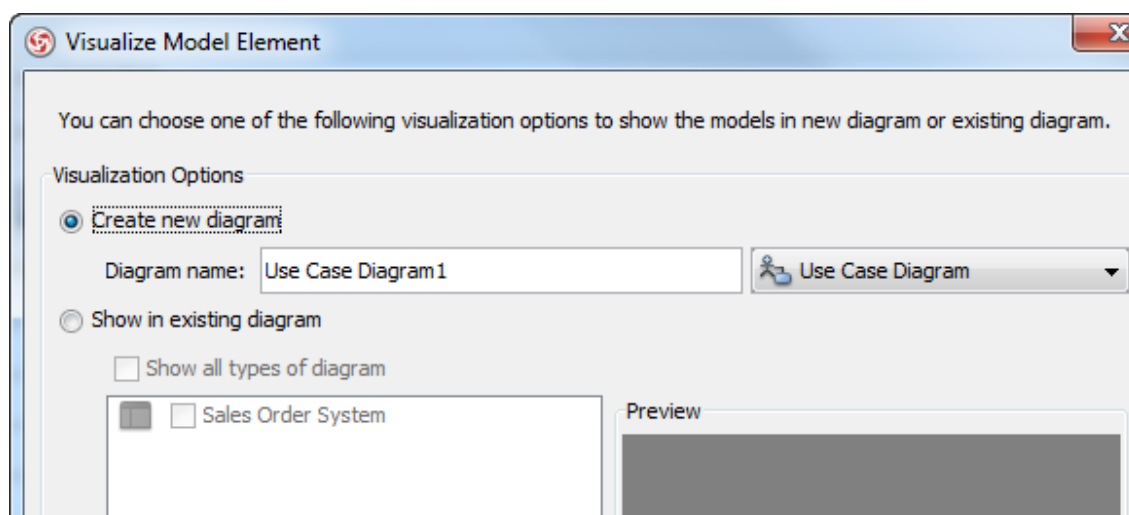 Visualize Model Element
You can choose one of the following visualization options to show the models in new diagram or existing diagram.
Visualization Options
Create new diagram
Diagram name: Use Case Diagram1 Use Case Diagram
Show in existing diagram
Show all types of diagram
Sales Order System
Preview